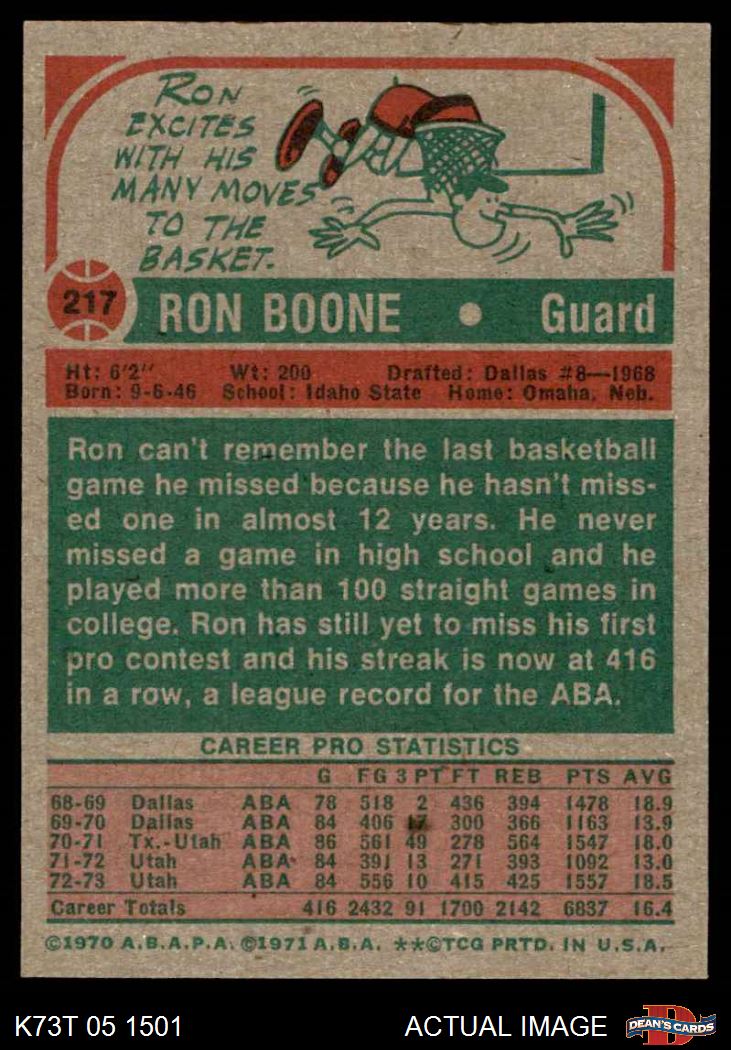 RON
EXCITES
WITH HIS
MANY MOVES
TO THE
BASKET.
217 RON BOONE • Guard
Ht: 6'2" Wt: 200 Drafted: Dallas #8—1968
Born: 9-6-46 School: Idaho State Home: Omaha, Neb.
Ron can't remember the last basketball
game he missed because he hasn't miss-
ed one in almost 12 years. He never
missed a game in high school and he
played more than 100 straight games in
college. Ron has still yet to miss his first
pro contest and his streak is now at 416
in a row, a league record for the ABA.
CAREER PRO STATISTICS
G FG 3 PT FT REB PTS AVG
68-69 Dallas ABA 78 518 2 436 394 1478 18.9
69-70 Dallas ABA 84 406 17 300 366 1163 13.9
70-71 Tx.-Utah ABA 86 561 49 278 564 1547 18.0
71-72 Utah ABA 84 391 13 271 393 1092 13.0
72-73 Utah ABA 84 556 10 415 425 1557 18.5
Career Totals 416 2432 91 1700 2142 6837 16.4
©1970 A.B.A.P.A. ©1971 A.B.A. **©TCG PRTD. IN U.S.A.
K73T 05 1501 ACTUAL IMAGE D DEAN'S CARDS